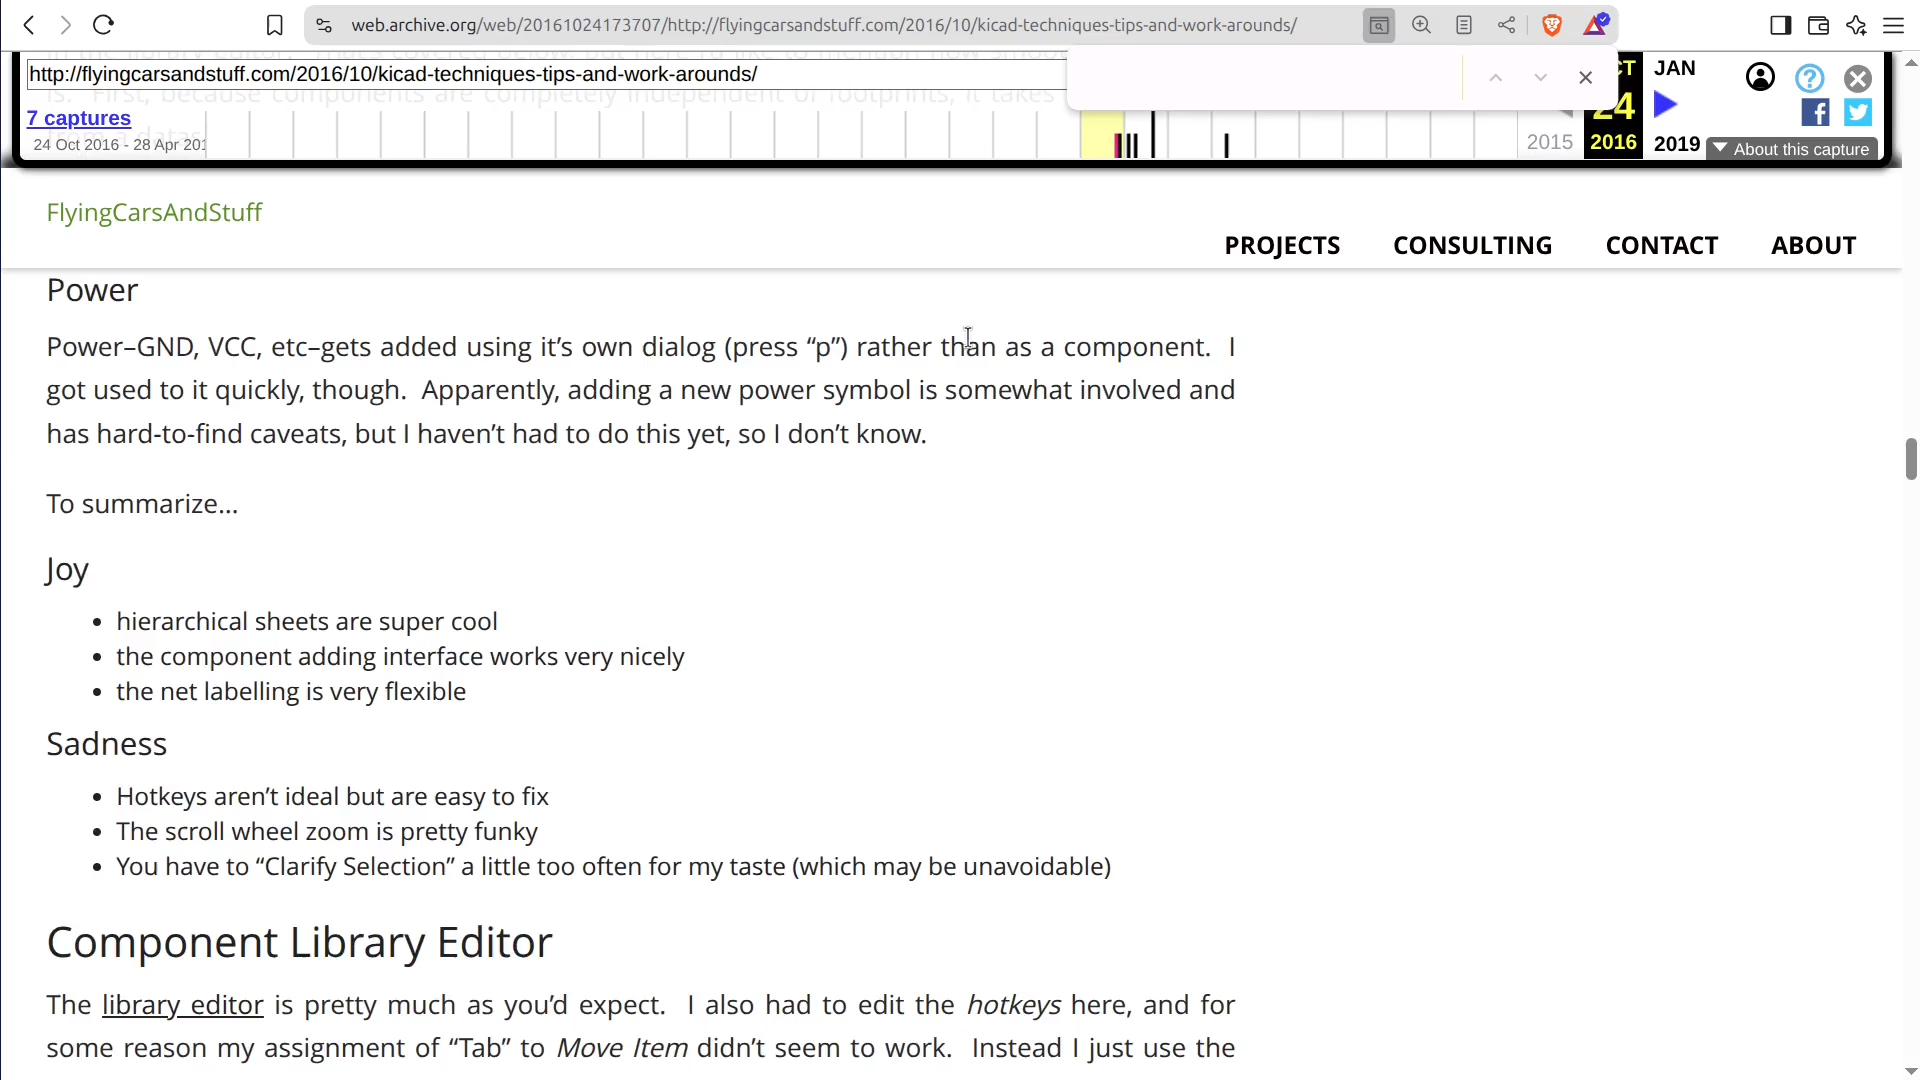 web.archive.org/web/20161024173707/http://flyingcarsandstuff.com/2016/10/kicad-techniques-tips-and-work-arounds/
http://flyingcarsandstuff.com/2016/10/kicad-techniques-tips-and-work-arounds/
JAN
7 captures
24
24 Oct 2016 - 28 Apr 201
2015
2016
2019
About this capture
FlyingCarsAndStuff
PROJECTS
CONSULTING
CONTACT
ABOUT
Power
Power–GND, VCC, etc–gets added using it’s own dialog (press “p”) rather than as a component.  I
got used to it quickly, though.  Apparently, adding a new power symbol is somewhat involved and
has hard-to-find caveats, but I haven’t had to do this yet, so I don’t know.
To summarize…
Joy
• hierarchical sheets are super cool
• the component adding interface works very nicely
• the net labelling is very flexible
Sadness
• Hotkeys aren’t ideal but are easy to fix
• The scroll wheel zoom is pretty funky
• You have to “Clarify Selection” a little too often for my taste (which may be unavoidable)
Component Library Editor
The library editor is pretty much as you’d expect.  I also had to edit the hotkeys here, and for
some reason my assignment of “Tab” to Move Item didn’t seem to work.  Instead I just use the